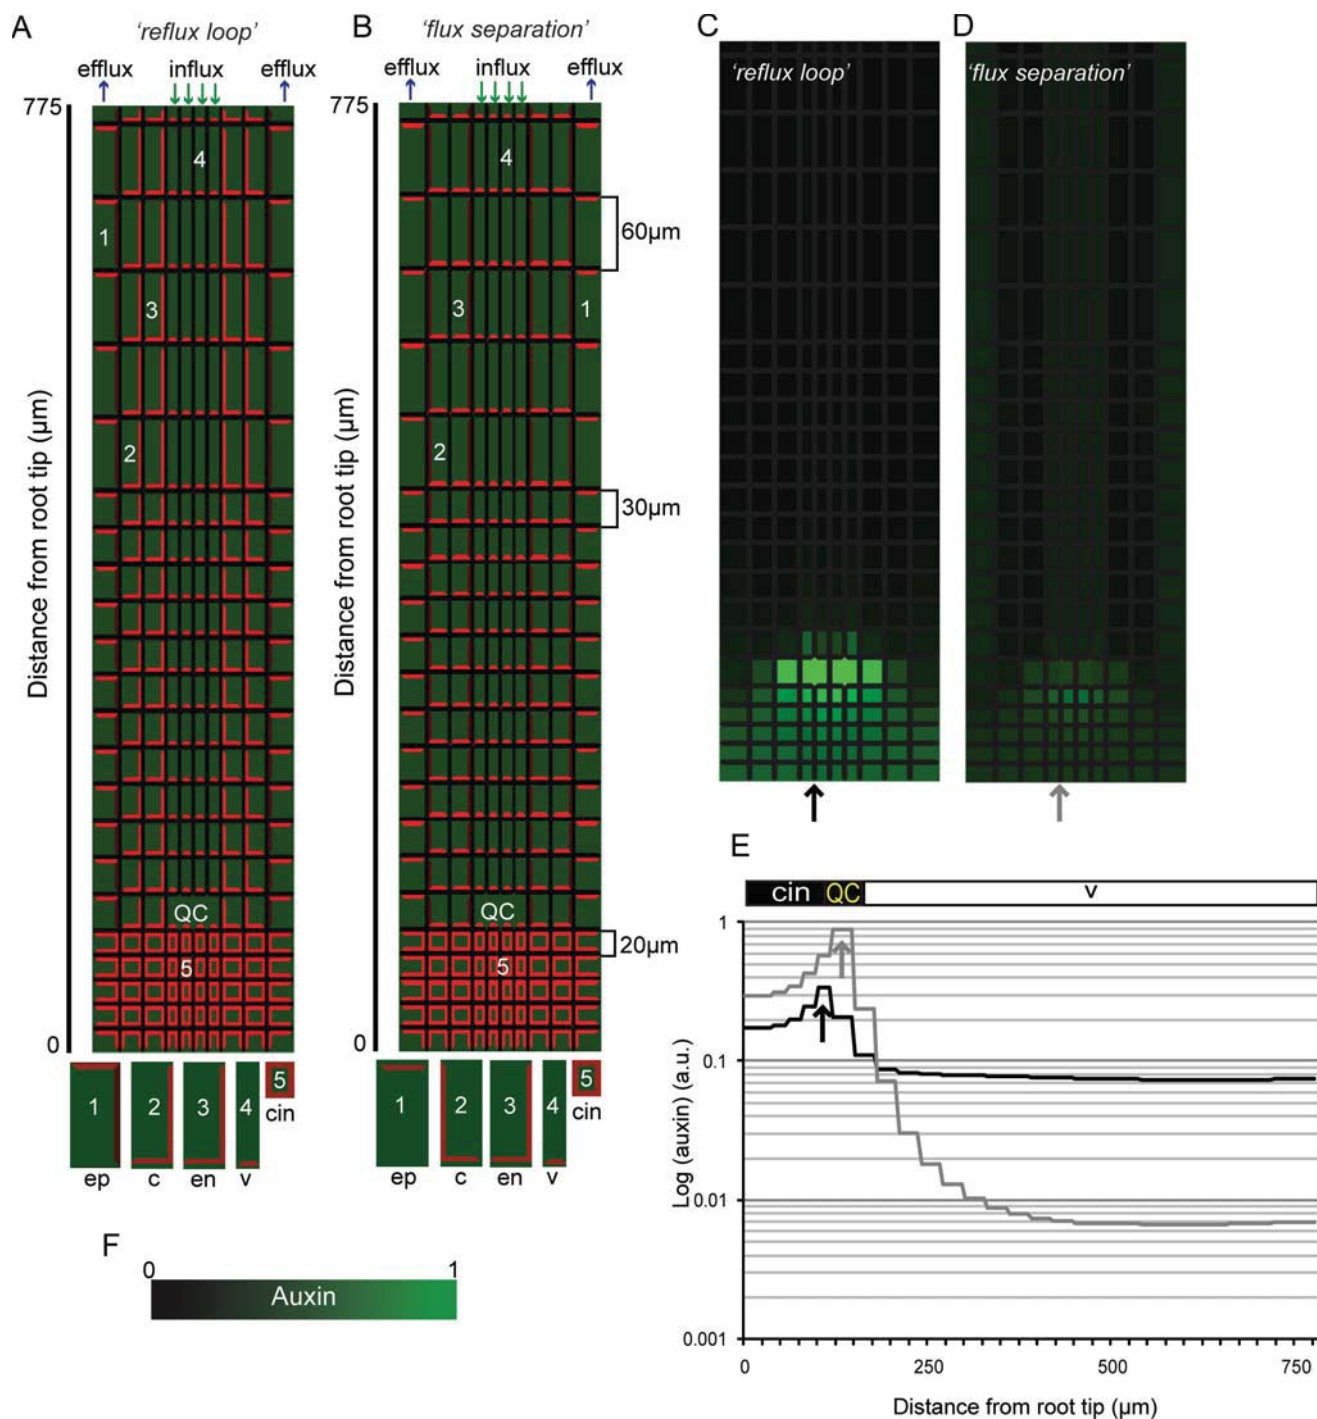 A
'reflux loop'
efflux
influx
efflux
775
4
1
3
2
QC
5
0
Distance from root tip (µm)
1
2
3
4
5
ep
c
en
v
cin
B
'flux separation'
efflux
influx
efflux
775
4
60µm
3
1
2
30µm
QC
20µm
5
0
Distance from root tip (µm)
1
2
3
4
5
ep
c
en
v
cin
C
'reflux loop'
D
'flux separation'
E
cin
QC
v
1
0.1
0.01
0.001
Log (auxin) (a.u.)
0
250
500
750
Distance from root tip (µm)
F
0
1
Auxin